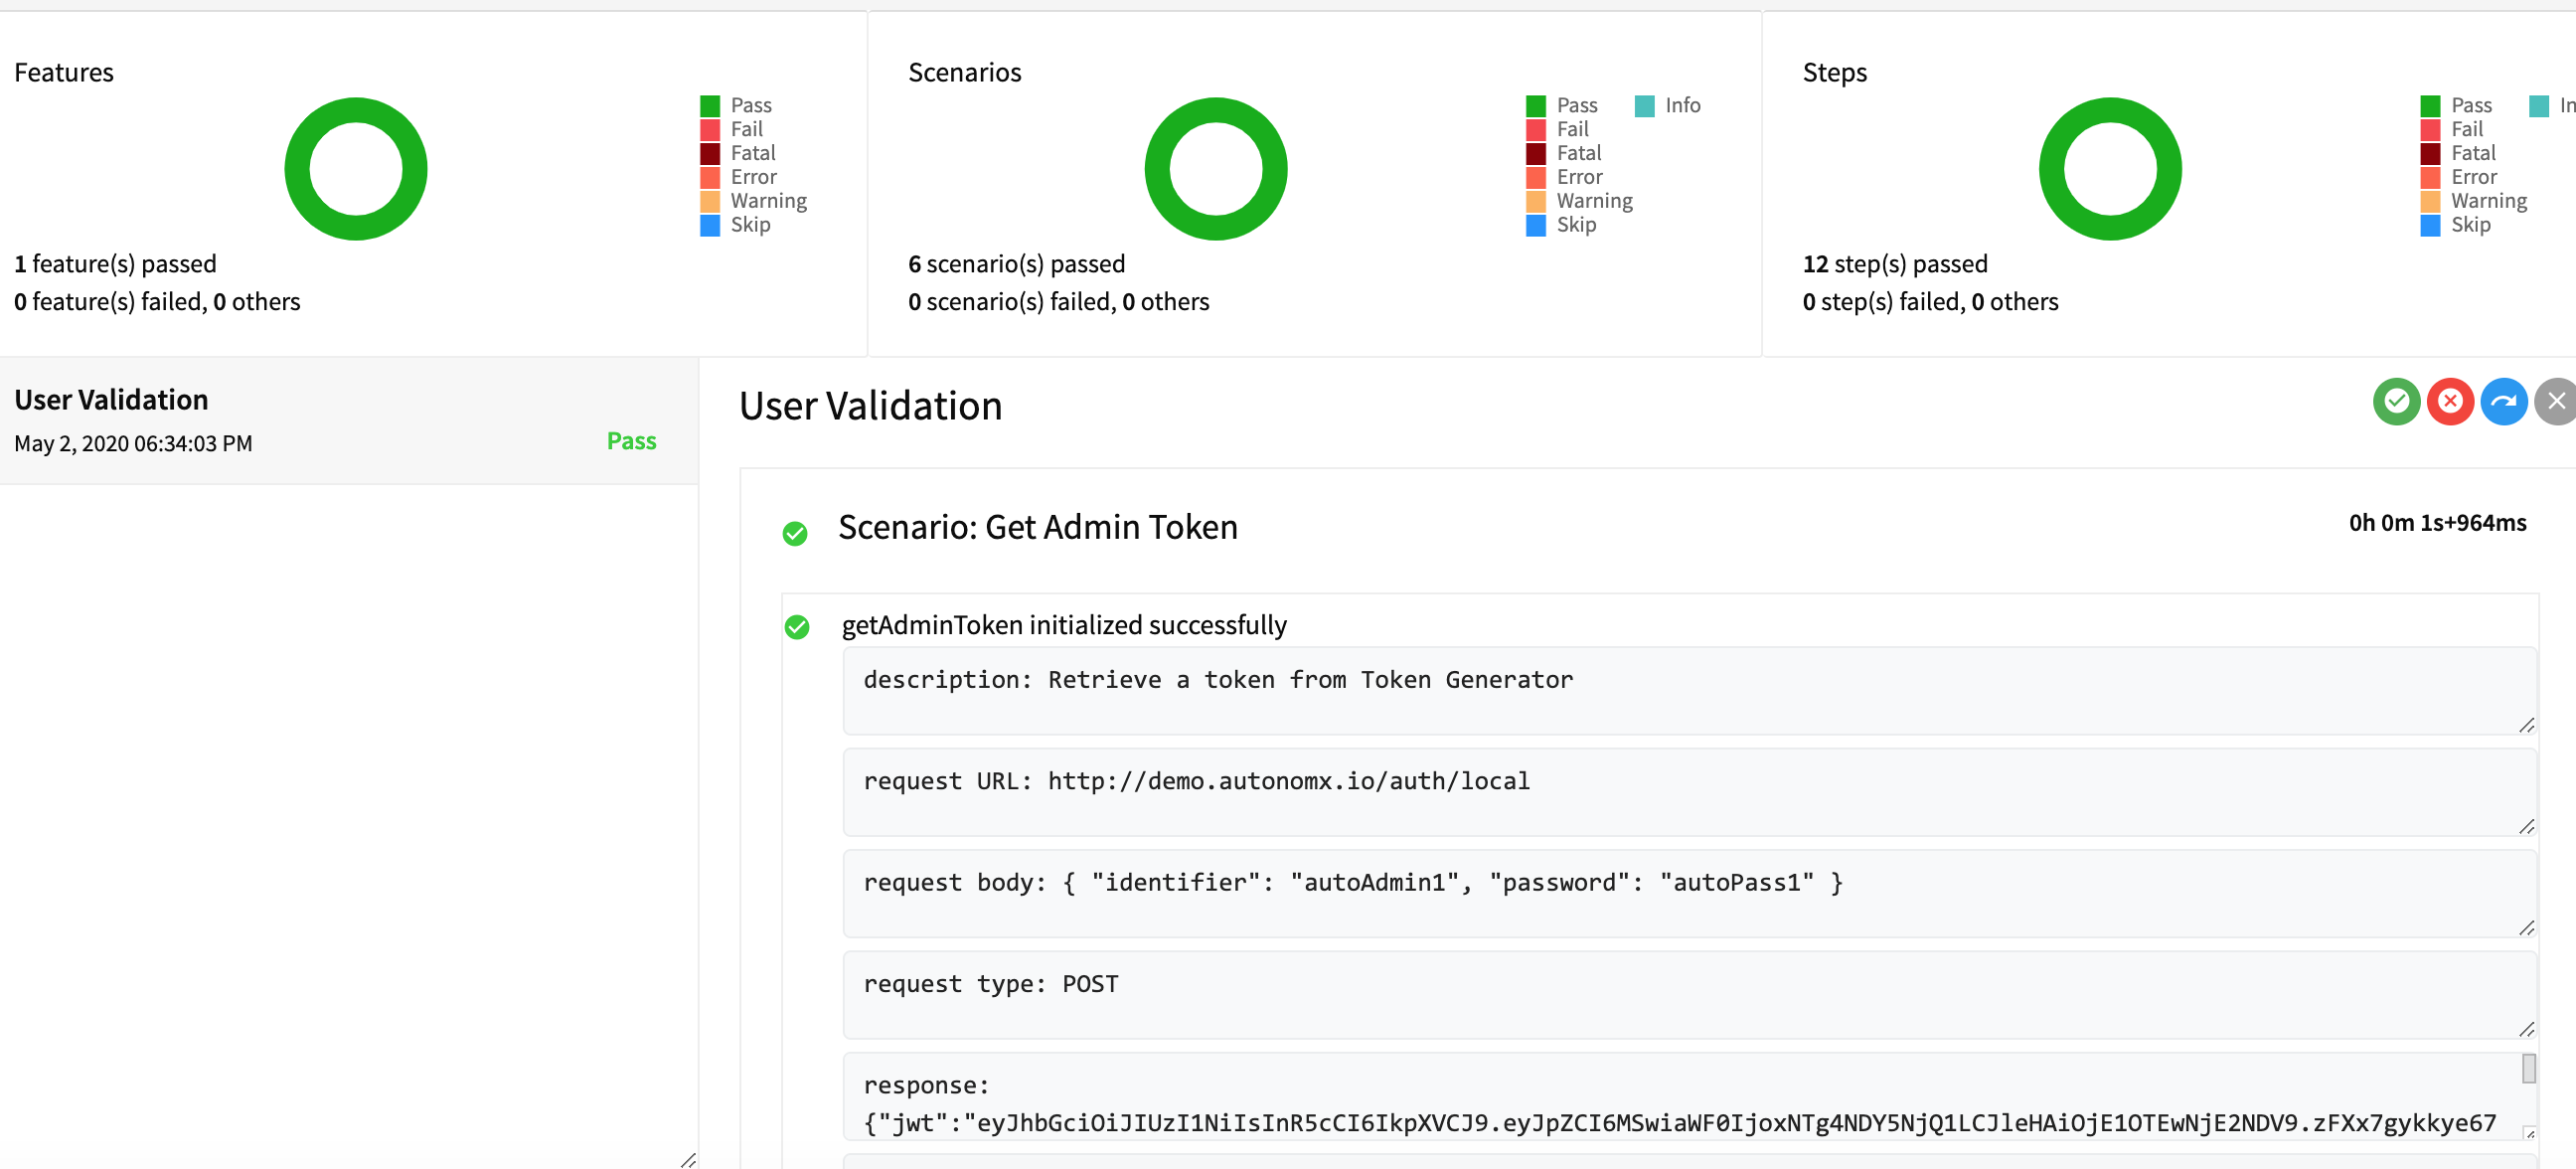 Features
Pass
Fail
Fatal
Error
Warning
Skip
1 feature(s) passed
0 feature(s) failed, 0 others
Scenarios
Pass
Info
Fail
Fatal
Error
Warning
Skip
6 scenario(s) passed
0 scenario(s) failed, 0 others
Steps
Pass
In
Fail
Fatal
Error
Warning
Skip
12 step(s) passed
0 step(s) failed, 0 others
User Validation
May 2, 2020 06:34:03 PM
Pass
User Validation
Scenario: Get Admin Token
0h 0m 1s+964ms
getAdminToken initialized successfully
description: Retrieve a token from Token Generator
request URL: http://demo.autonomx.io/auth/local
request body: { "identifier": "autoAdmin1", "password": "autoPass1" }
request type: POST
response:
{"jwt":"eyJhbGciOiJIUzI1NiIsInR5cCI6IkpXVCJ9.eyJpZCI6MSwiaWF0IjoxNTg4NDY5NjQ1LCJleHAiOjE1OTEwNjE2NDV9.zFXx7gykkye67